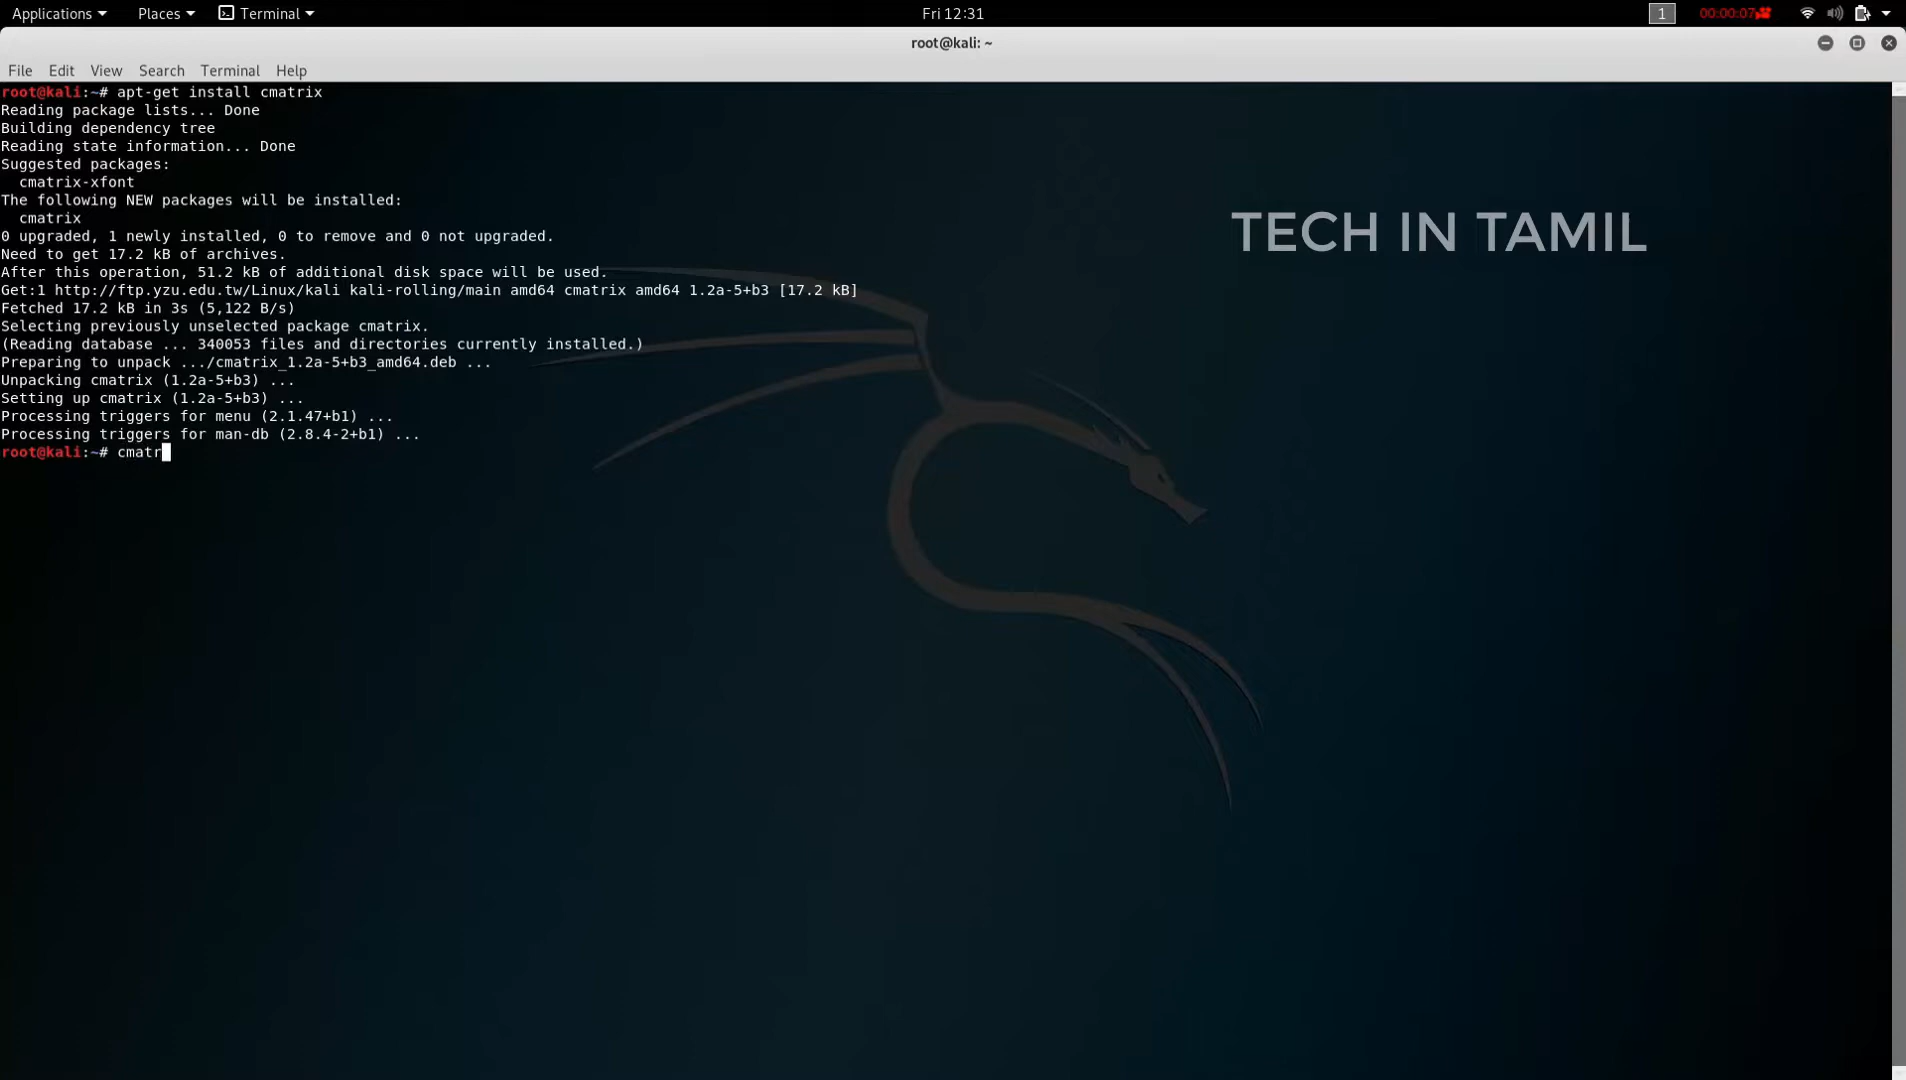 Applications Places Terminal Fri 12:31 1 00:00:07
root@kali: ~
File Edit View Search Terminal Help
root@kali:~# apt-get install cmatrix
Reading package lists... Done
Building dependency tree
Reading state information... Done
Suggested packages:
cmatrix-xfont
The following NEW packages will be installed:
cmatrix
0 upgraded, 1 newly installed, 0 to remove and 0 not upgraded.
Need to get 17.2 kB of archives.
After this operation, 51.2 kB of additional disk space will be used.
Get:1 http://ftp.yzu.edu.tw/Linux/kali kali-rolling/main amd64 cmatrix amd64 1.2a-5+b3 [17.2 kB]
Fetched 17.2 kB in 3s (5,122 B/s)
Selecting previously unselected package cmatrix.
(Reading database ... 340053 files and directories currently installed.)
Preparing to unpack .../cmatrix_1.2a-5+b3_amd64.deb ...
Unpacking cmatrix (1.2a-5+b3) ...
Setting up cmatrix (1.2a-5+b3) ...
Processing triggers for menu (2.1.47+b1) ...
Processing triggers for man-db (2.8.4-2+b1) ...
root@kali:~# cmatr
TECH IN TAMIL